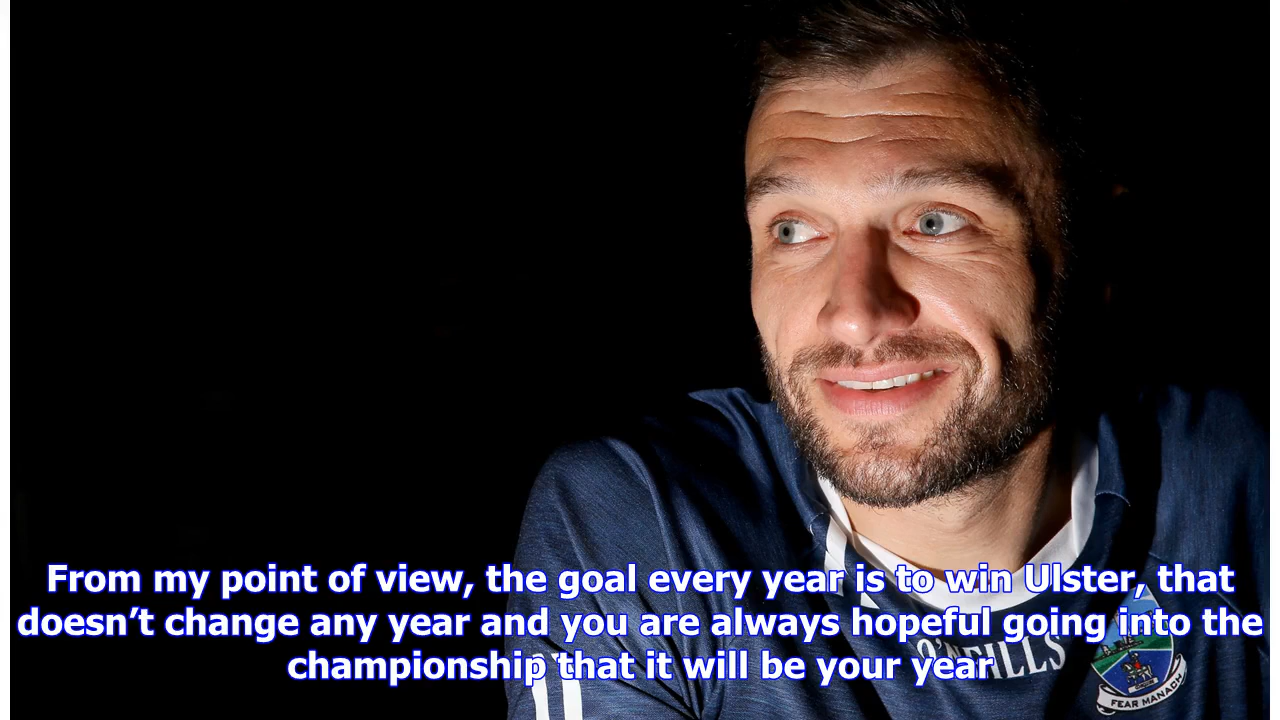 From my point of view, the goal every year is to win Ulster, that
doesn’t change any year and you are always hopeful going into the
championship that it will be your year
O'NEILLS
FEAR MANACH